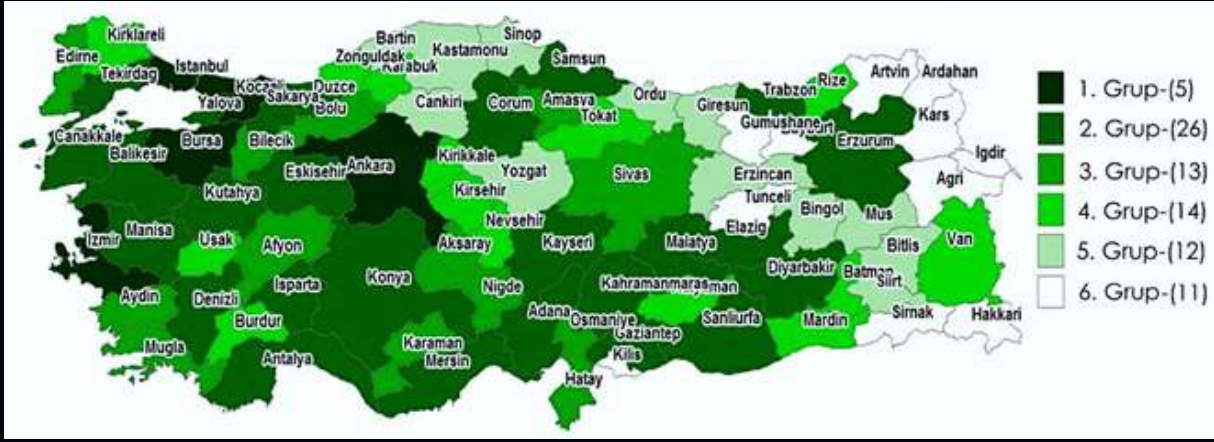 Kirklareli
Edirne
Tekirdag
Istanbul
Kocaeli
Yalova
Sakarya
Duzce
Bolu
Zonguldak
Bartin
Karabuk
Kastamonu
Sinop
Cankiri
Samsun
Corum
Amasya
Tokat
Ordu
Giresun
Trabzon
Rize
Artvin
Ardahan
Gumushane
Kars
Erzurum
Igdir
Agri
Canakkale
Balikesir
Bursa
Bilecik
Eskisehir
Ankara
Kirikkale
Yozgat
Sivas
Erzincan
Tunceli
Bingol
Mus
Kutahya
Kirsehir
Nevsehir
Elazig
Bitlis
Van
Izmir
Manisa
Usak
Afyon
Aksaray
Kayseri
Malatya
Diyarbakir
Batman
Siirt
Sirnak
Hakkari
Aydin
Denizli
Isparta
Konya
Nigde
Kahramanmaras
Adana
Osmaniye
Sanliurfa
Mardin
Burdur
Gaziantep
Mugla
Antalya
Karaman
Mersin
Kilis
Hatay
1. Grup-(5)
2. Grup-(26)
3. Grup-(13)
4. Grup-(14)
5. Grup-(12)
6. Grup-(11)